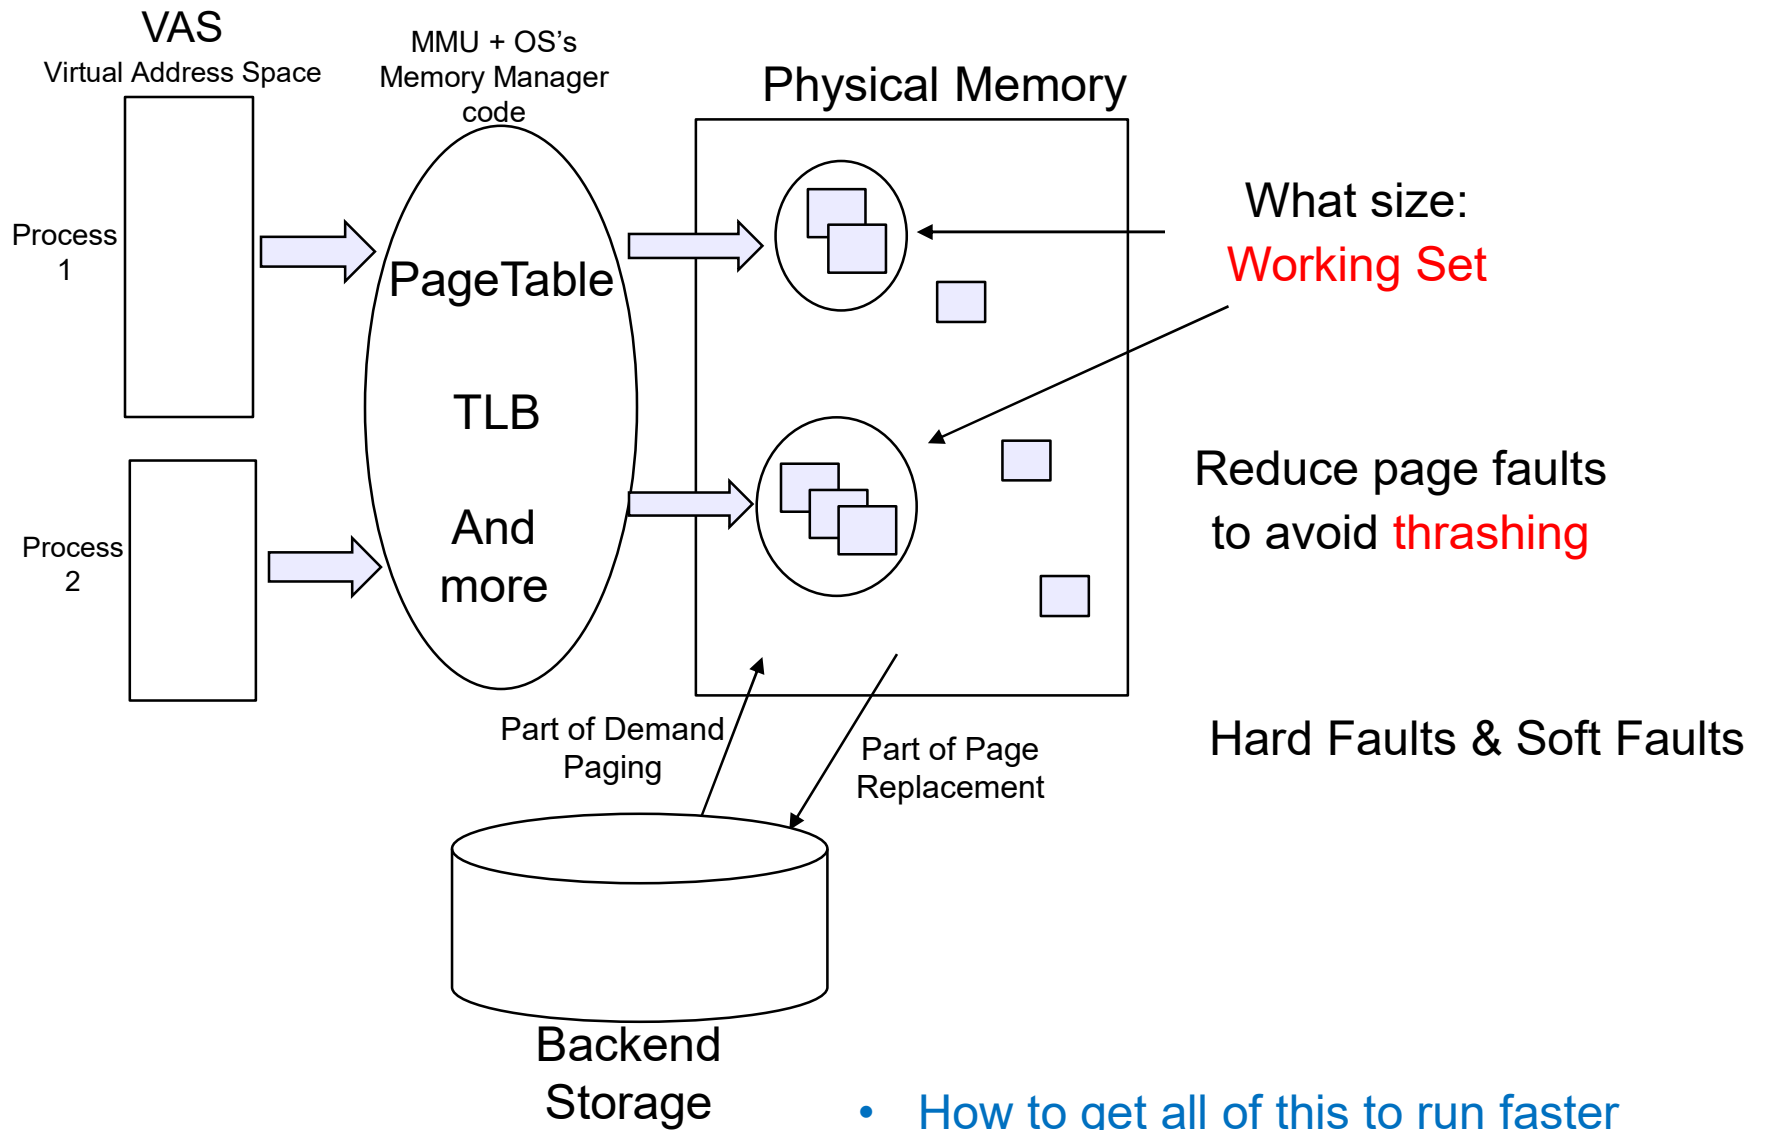 VAS
Virtual Address Space
MMU + OS’s
Memory Manager
code
Physical Memory
Process
1
PageTable
TLB
And
more
Process
2
What size:
Working Set
Reduce page faults
to avoid thrashing
Hard Faults & Soft Faults
Part of Demand
Paging
Part of Page
Replacement
Backend
Storage
• How to get all of this to run faster